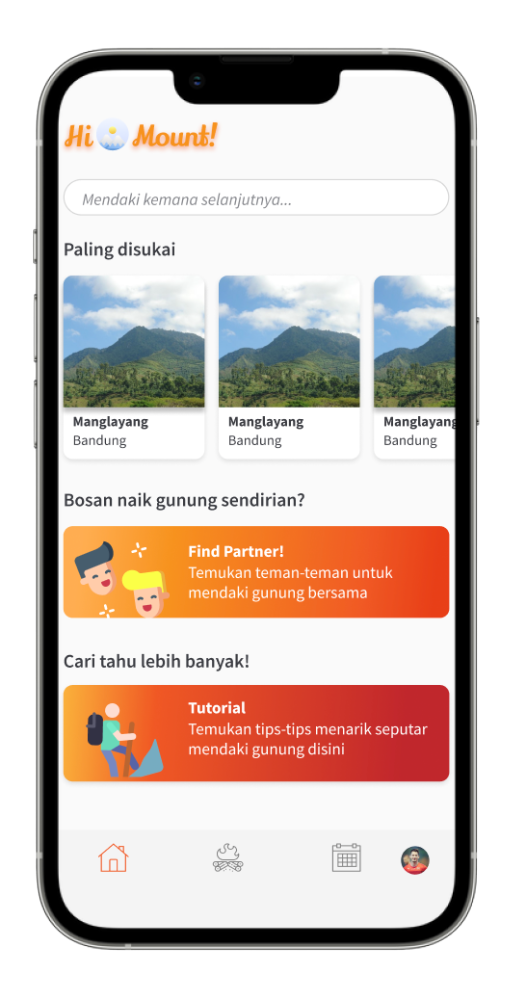 Hi Mount!
Mendaki kemana selanjutnya...
Paling disukai
Manglayang
Bandung
Manglayang
Bandung
Manglayang
Bandung
Bosan naik gunung sendirian?
Find Partner!
Temukan teman-teman untuk
mendaki gunung bersama
Cari tahu lebih banyak!
Tutorial
Temukan tips-tips menarik seputar
mendaki gunung disini